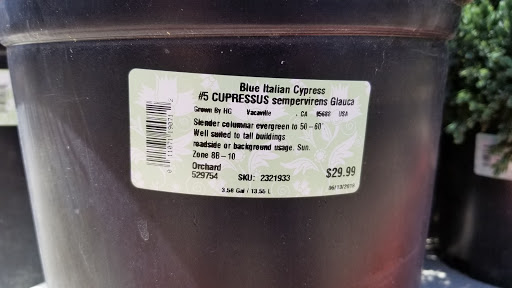 Blue Italian Cypress
#5 CUPRESSUS sempervirens Glauca
Grown By HC Vacaville , CA 95688 USA
Slender columnar evergreen to 50-60'
Well suited to tall buildings
roadside or background usage. Sun.
Zone 8B-10
Orchard
529754 SKU: 2321933 $29.99
3.58 Gal / 13.55 L